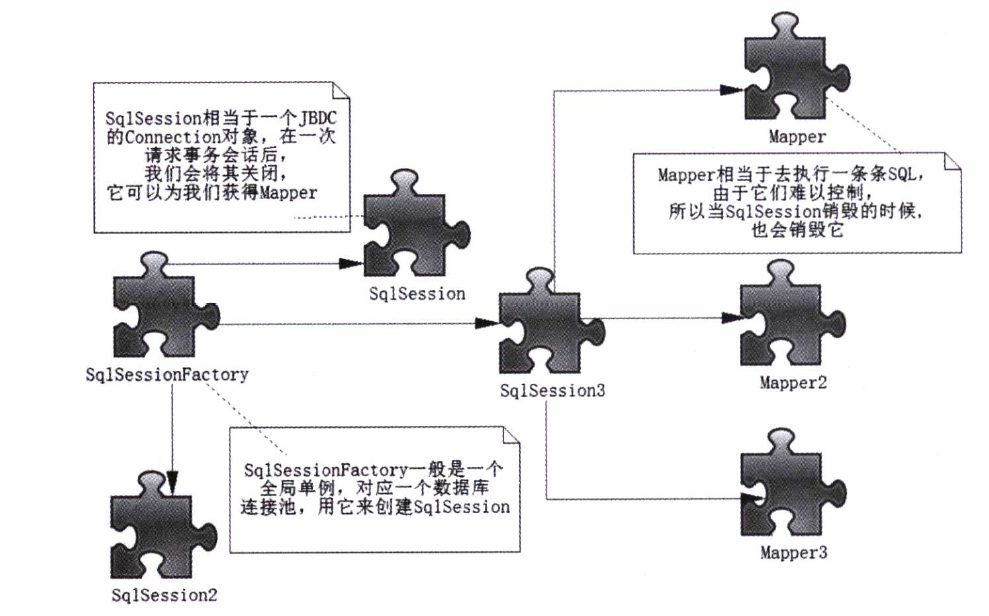 SqlSession相当于一个JBDC
的Connection对象，在一次
请求事务会话后，
我们会将其关闭，
它可以为我们获得Mapper
Mapper
Mapper相当于去执行一条条SQL，
由于它们难以控制，
所以当SqlSession销毁的时候，
也会销毁它
SqlSession
SqlSessionFactory
SqlSession3
Mapper2
SqlSessionFactory一般是一个
全局单例，对应一个数据库
连接池，用它来创建SqlSession
Mapper3
SqlSession2